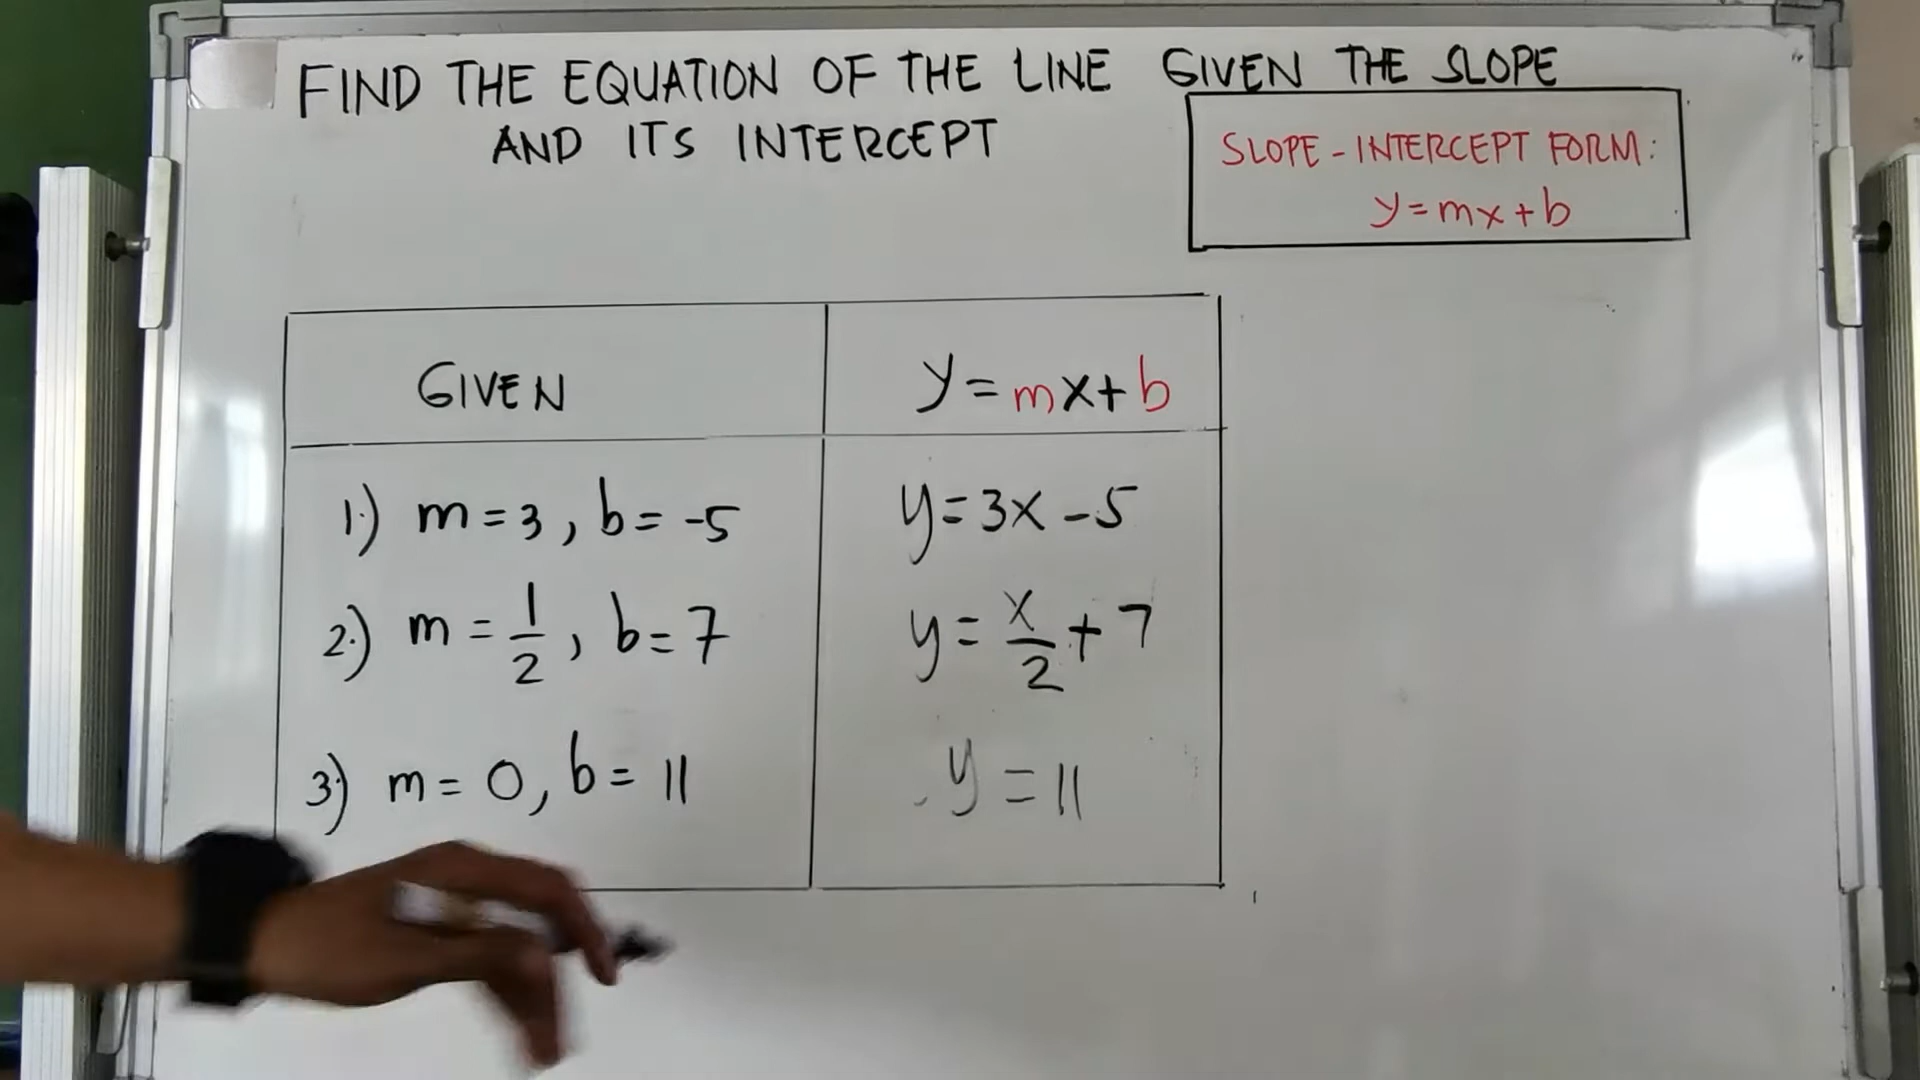 FIND THE EQUATION OF THE LINE GIVEN THE SLOPE
AND ITS INTERCEPT
SLOPE - INTERCEPT FORM:
y = mx + b
GIVEN
y = mx + b
1.) m = 3, b = -5
y = 3x - 5
2.) m = 1/2, b = 7
y = x/2 + 7
3.) m = 0, b = 11
y = 11